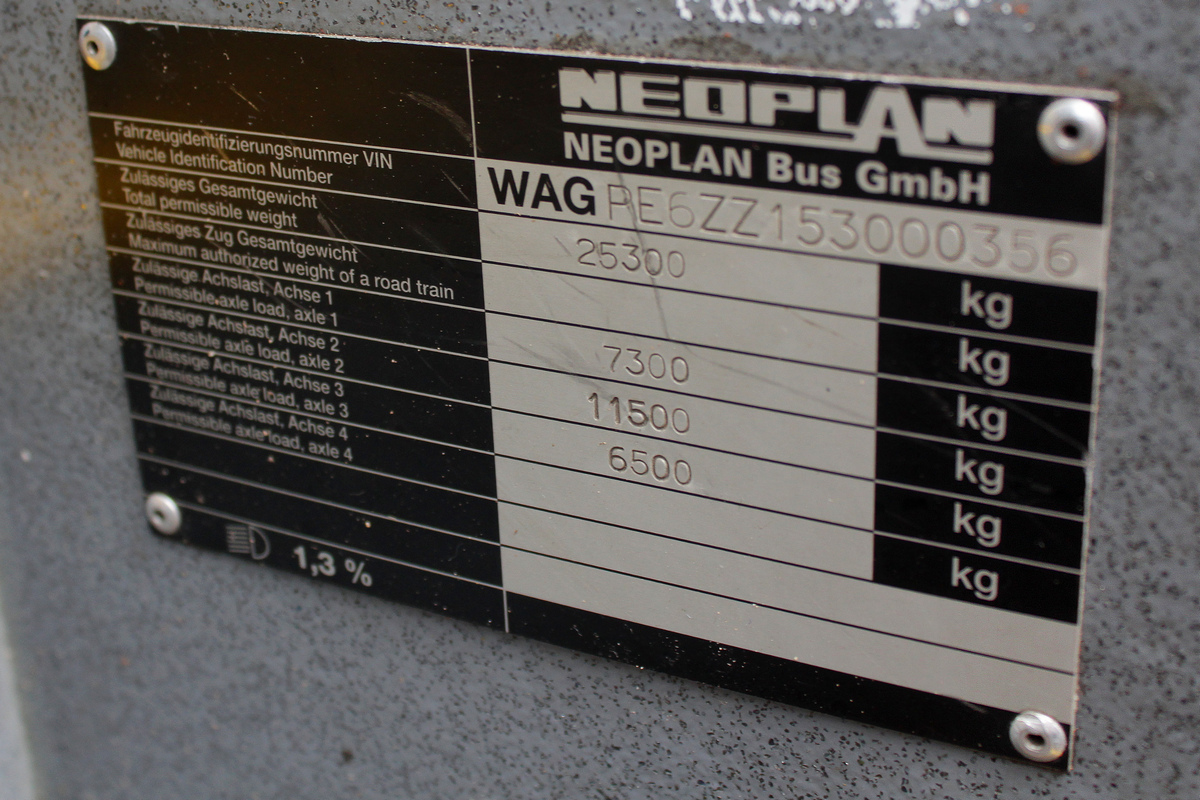 NEOPLAN
NEOPLAN Bus GmbH
Fahrzeugidentifizierungsnummer VIN
Vehicle Identification Number
WAG PE6ZZ153000356
Zulässiges Gesamtgewicht
Total permissible weight
25300 kg
Zulässiges Zug Gesamtgewicht
Maximum authorized weight of a road train
kg
Zulässige Achslast, Achse 1
Permissible axle load, axle 1
7300 kg
Zulässige Achslast, Achse 2
Permissible axle load, axle 2
11500 kg
Zulässige Achslast, Achse 3
Permissible axle load, axle 3
6500 kg
Zulässige Achslast, Achse 4
Permissible axle load, axle 4
kg
1,3 %